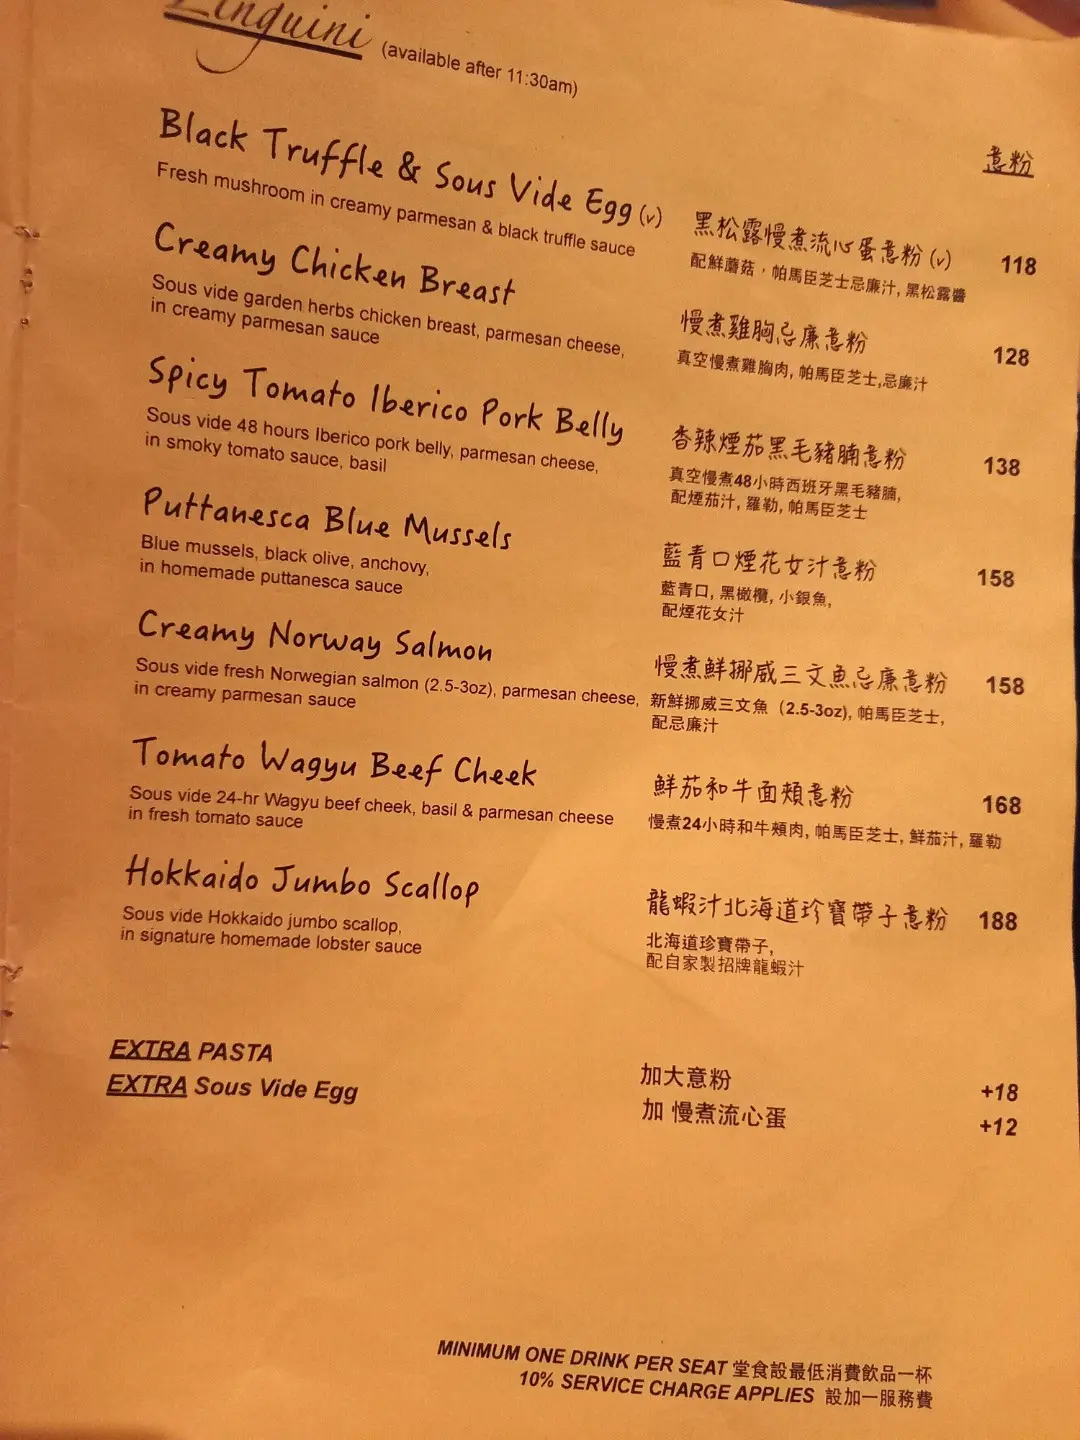 Linguini (available after 11:30am)
意粉
Black Truffle & Sous Vide Egg (v)
Fresh mushroom in creamy parmesan & black truffle sauce
黑松露慢煮流心蛋意粉 (v) 118
配鮮蘑菇，帕馬臣芝士忌廉汁, 黑松露醬
Creamy Chicken Breast
Sous vide garden herbs chicken breast, parmesan cheese,
in creamy parmesan sauce
慢煮雞胸忌廉意粉 128
真空慢煮雞胸肉, 帕馬臣芝士,忌廉汁
Spicy Tomato Iberico Pork Belly
Sous vide 48 hours Iberico pork belly, parmesan cheese,
in smoky tomato sauce, basil
香辣煙茄黑毛豬腩意粉 138
真空慢煮48小時西班牙黑毛豬腩,
配煙茄汁, 羅勒, 帕馬臣芝士
Puttanesca Blue Mussels
Blue mussels, black olive, anchovy,
in homemade puttanesca sauce
藍青口煙花女汁意粉 158
藍青口, 黑橄欖, 小銀魚,
配煙花女汁
Creamy Norway Salmon
Sous vide fresh Norwegian salmon (2.5-3oz), parmesan cheese,
in creamy parmesan sauce
慢煮鮮挪威三文魚忌廉意粉 158
新鮮挪威三文魚（2.5-3oz), 帕馬臣芝士,
配忌廉汁
Tomato Wagyu Beef Cheek
Sous vide 24-hr Wagyu beef cheek, basil & parmesan cheese
in fresh tomato sauce
鮮茄和牛面頰意粉 168
慢煮24小時和牛頰肉, 帕馬臣芝士, 鮮茄汁, 羅勒
Hokkaido Jumbo Scallop
Sous vide Hokkaido jumbo scallop,
in signature homemade lobster sauce
龍蝦汁北海道珍寶帶子意粉 188
北海道珍寶帶子,
配自家製招牌龍蝦汁
EXTRA PASTA 加大意粉 +18
EXTRA Sous Vide Egg 加 慢煮流心蛋 +12
MINIMUM ONE DRINK PER SEAT 堂食設最低消費飲品一杯
10% SERVICE CHARGE APPLIES 設加一服務費